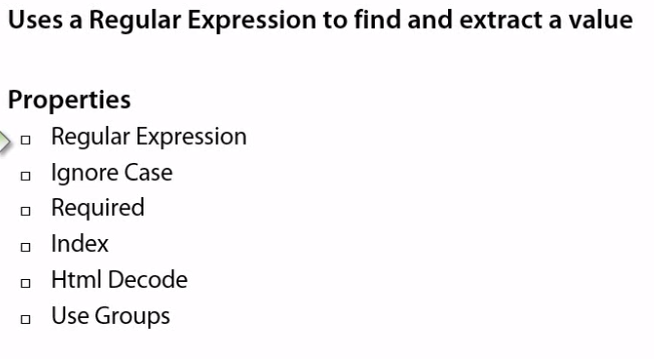 Uses a Regular Expression to find and extract a value
Properties
Regular Expression
Ignore Case
Required
Index
Html Decode
Use Groups